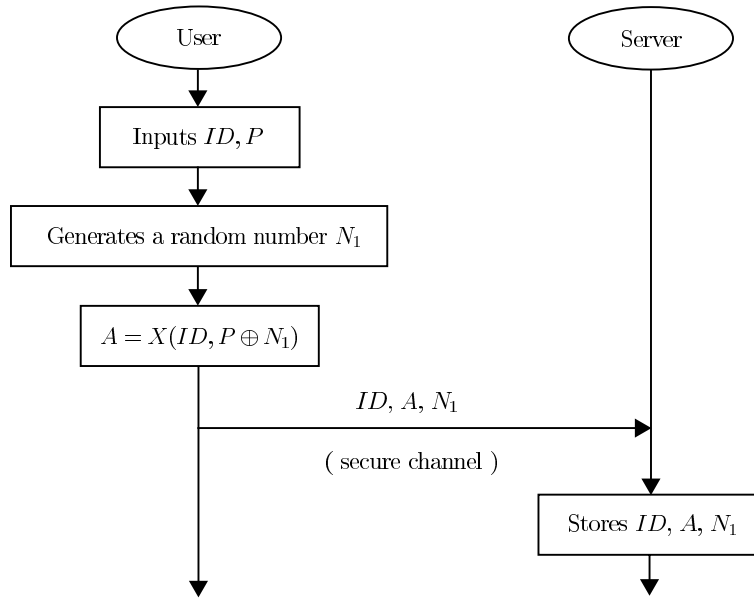 User
Server
Inputs ID, P
Generates a random number N₁
A = X(ID, P ⊕ N₁)
ID, A, N₁
( secure channel )
Stores ID, A, N₁